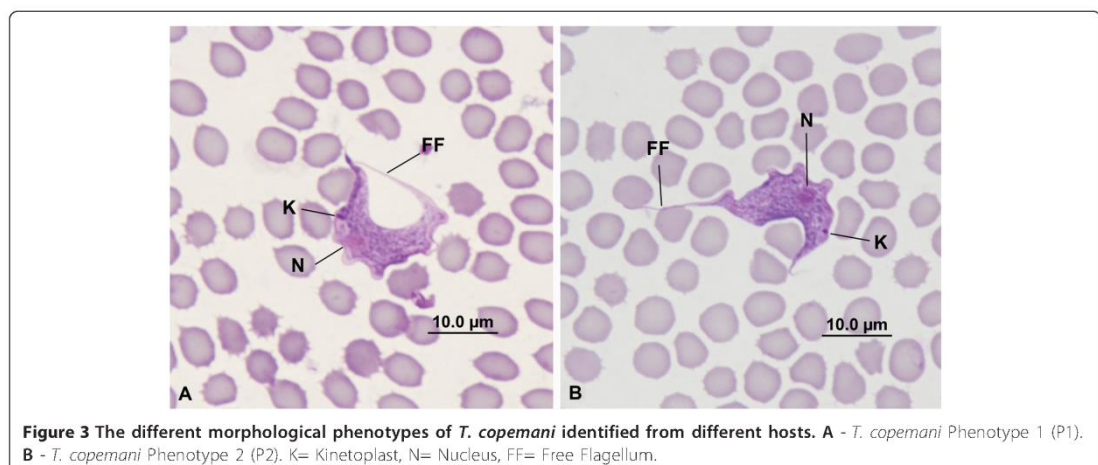 FF
K
N
10.0 µm
A
N
FF
K
10.0 µm
B
Figure 3 The different morphological phenotypes of T. copemani identified from different hosts. A - T. copemani Phenotype 1 (P1).
B - T. copemani Phenotype 2 (P2). K= Kinetoplast, N= Nucleus, FF= Free Flagellum.